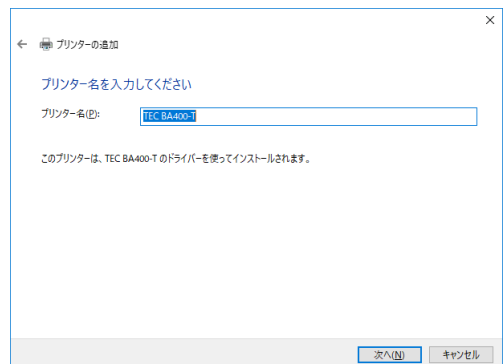 プリンターの追加
プリンター名を入力してください
プリンター名(P): TEC BA400-T
このプリンターは、TEC BA400-T のドライバーを使ってインストールされます。
次へ(N) キャンセル